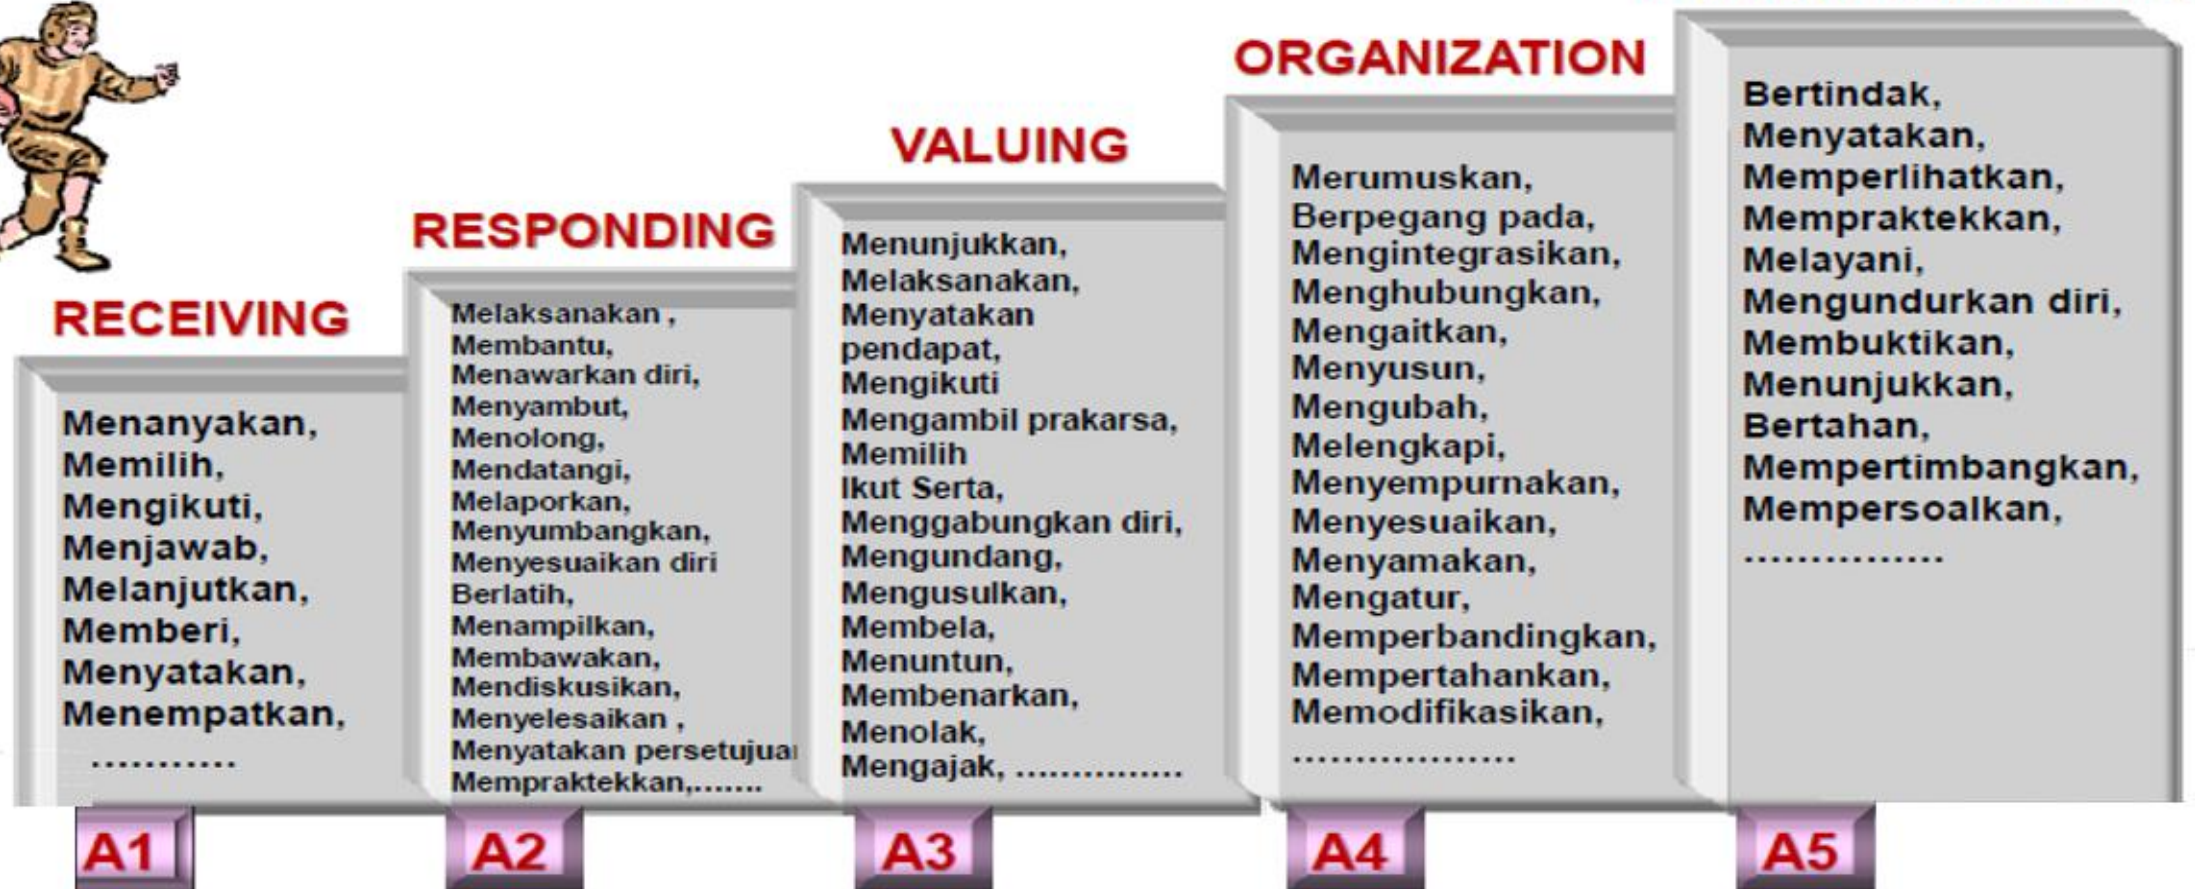 RECEIVING
Menanyakan,
Memilih,
Mengikuti,
Menjawab,
Melanjutkan,
Memberi,
Menyatakan,
Menempatkan,
...........
A1
RESPONDING
Melaksanakan ,
Membantu,
Menawarkan diri,
Menyambut,
Menolong,
Mendatangi,
Melaporkan,
Menyumbangkan,
Menyesuaikan diri
Berlatih,
Menampilkan,
Membawakan,
Mendiskusikan,
Menyelesaikan ,
Menyatakan persetujua
Mempraktekkan,.......
A2
VALUING
Menunjukkan,
Melaksanakan,
Menyatakan
pendapat,
Mengikuti
Mengambil prakarsa,
Memilih
Ikut Serta,
Menggabungkan diri,
Mengundang,
Mengusulkan,
Membela,
Menuntun,
Membenarkan,
Menolak,
Mengajak, ...............
A3
ORGANIZATION
Merumuskan,
Berpegang pada,
Mengintegrasikan,
Menghubungkan,
Mengaitkan,
Menyusun,
Mengubah,
Melengkapi,
Menyempurnakan,
Menyesuaikan,
Menyamakan,
Mengatur,
Memperbandingkan,
Mempertahankan,
Memodifikasikan,
..................
A4
Bertindak,
Menyatakan,
Memperlihatkan,
Mempraktekkan,
Melayani,
Mengundurkan diri,
Membuktikan,
Menunjukkan,
Bertahan,
Mempertimbangkan,
Mempersoalkan,
...............
A5